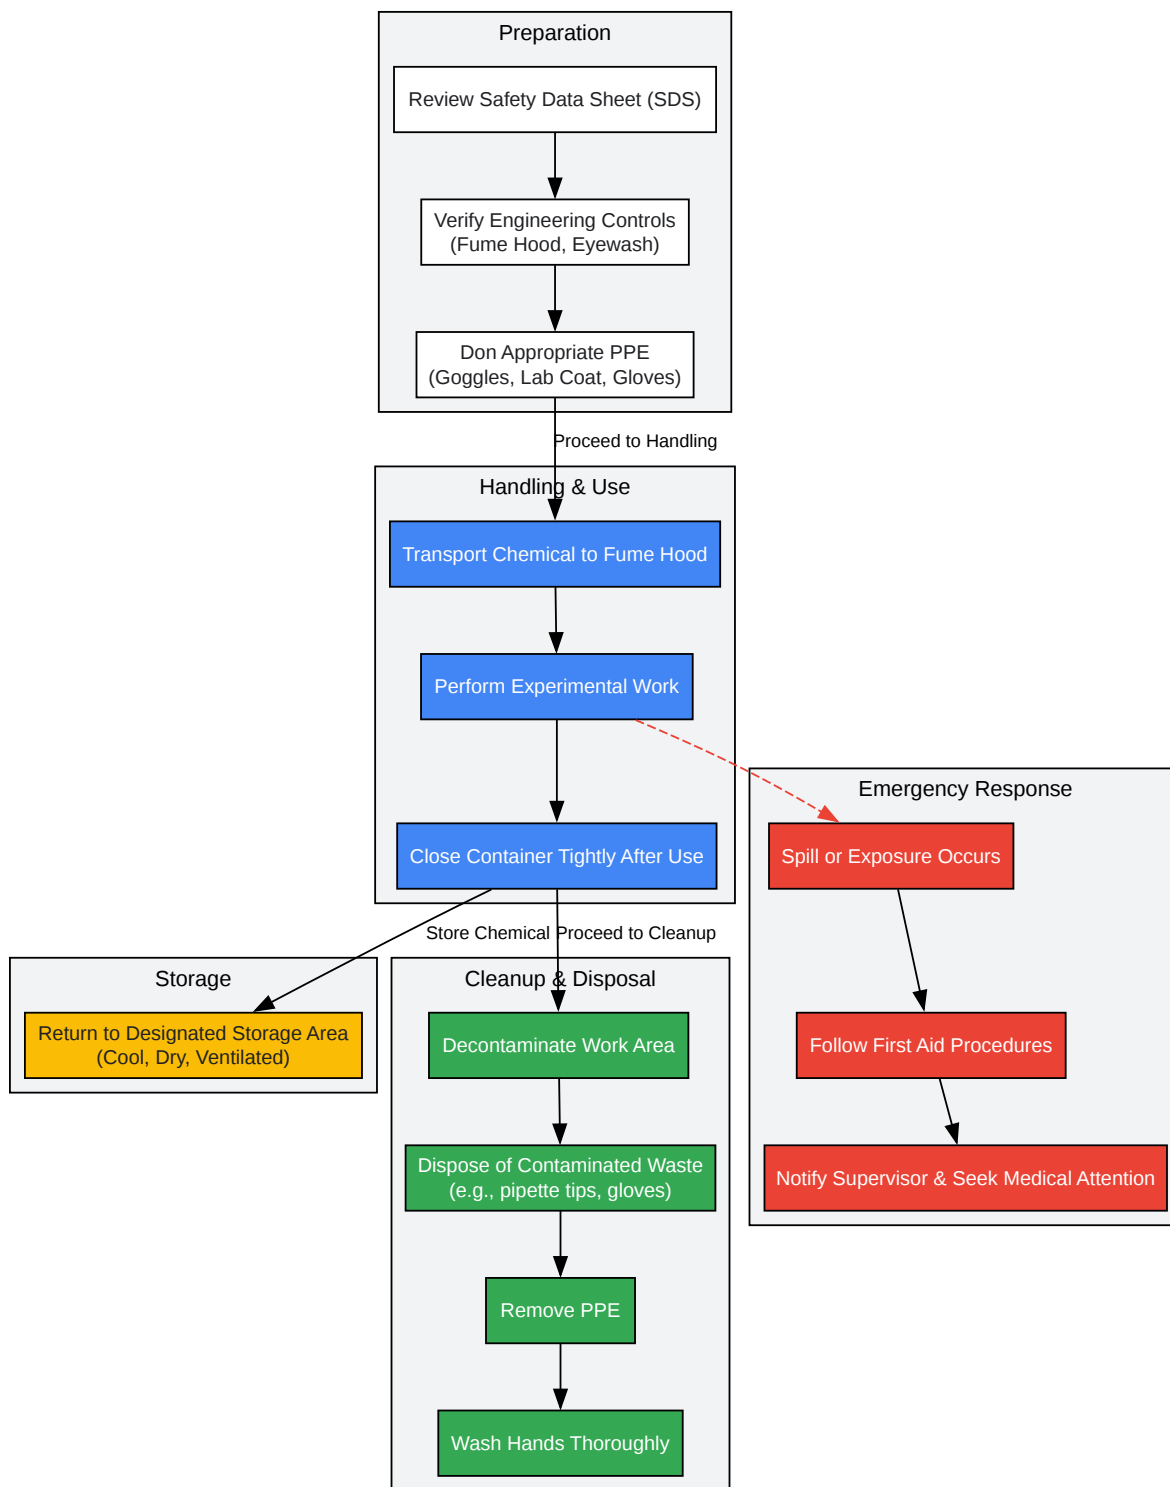 Preparation
Review Safety Data Sheet (SDS)
Verify Engineering Controls
(Fume Hood, Eyewash)
Don Appropriate PPE
(Goggles, Lab Coat, Gloves)
Proceed to Handling
Handling & Use
Transport Chemical to Fume Hood
Perform Experimental Work
Close Container Tightly After Use
Emergency Response
Spill or Exposure Occurs
Follow First Aid Procedures
Notify Supervisor & Seek Medical Attention
Store Chemical
Proceed to Cleanup
Storage
Return to Designated Storage Area
(Cool, Dry, Ventilated)
Cleanup & Disposal
Decontaminate Work Area
Dispose of Contaminated Waste
(e.g., pipette tips, gloves)
Remove PPE
Wash Hands Thoroughly